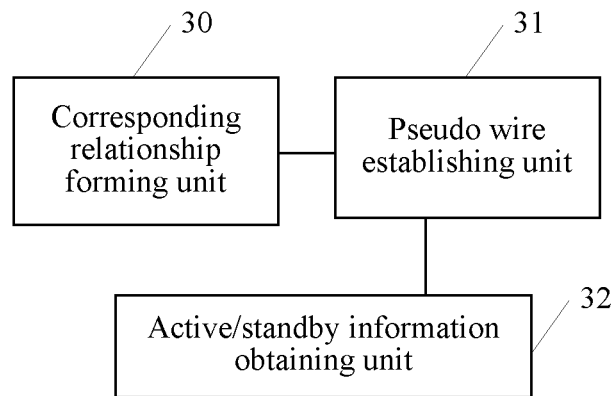 30
31
Corresponding
relationship
forming unit
Pseudo wire
establishing unit
32
Active/standby information
obtaining unit